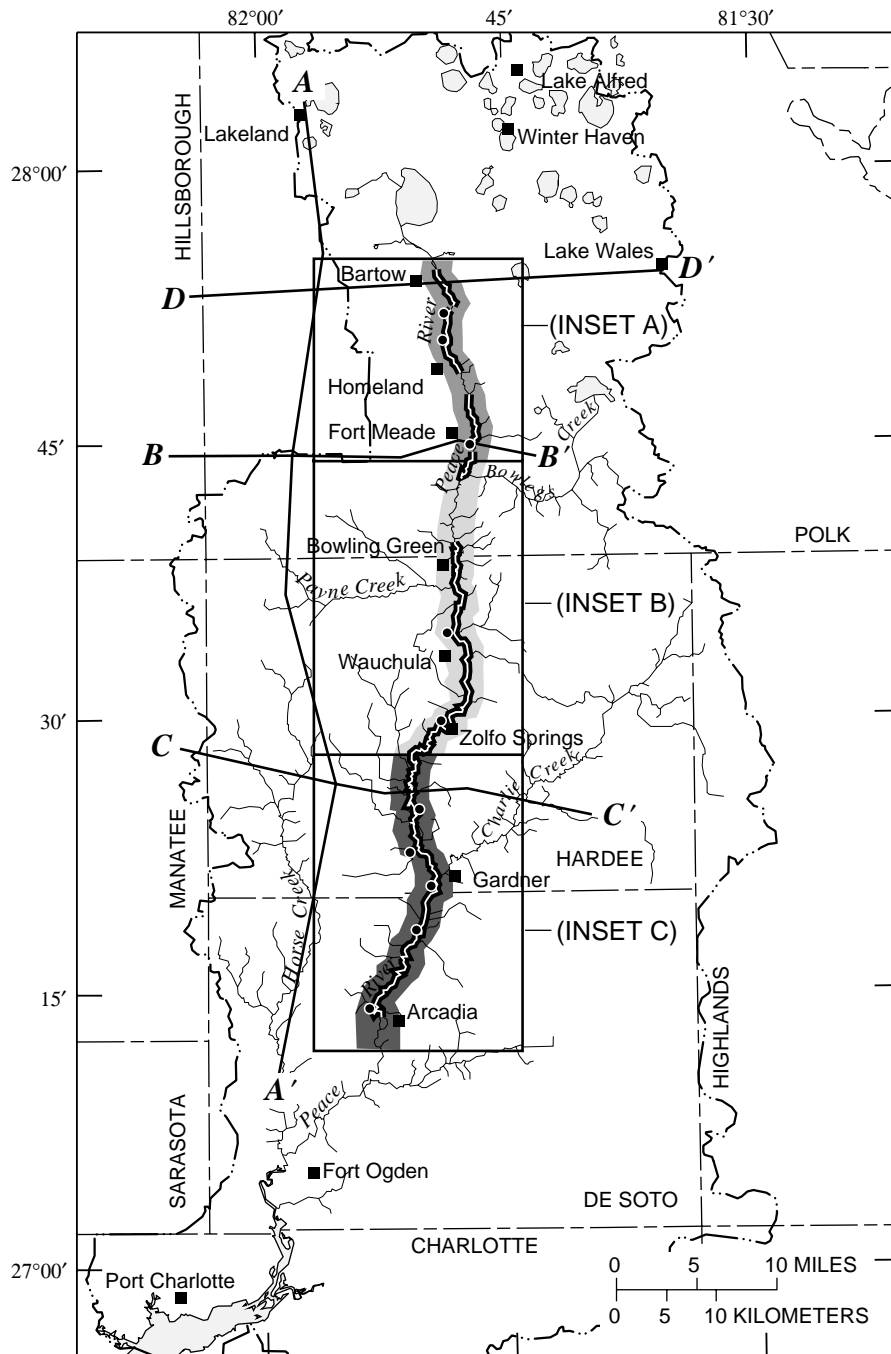 82°00′ 45′ 81°30′
A
Lake Alfred
Lakeland
Winter Haven
HILLSBOROUGH
28°00′
Lake Wales
Bartow
D D′
River
(INSET A)
Homeland
Fort Meade
Creek
45′
B B′
Peace
Bowlegs
POLK
Bowling Green
Payne Creek
(INSET B)
Wauchula
30′
Zolfo Springs
C
Charlie Creek
C′
MANATEE
HARDEE
Gardner
Horse Creek
(INSET C)
River
15′
Arcadia
HIGHLANDS
A′
Peace
SARASOTA
Fort Ogden
DE SOTO
CHARLOTTE
27°00′
Port Charlotte
0 5 10 MILES
0 5 10 KILOMETERS